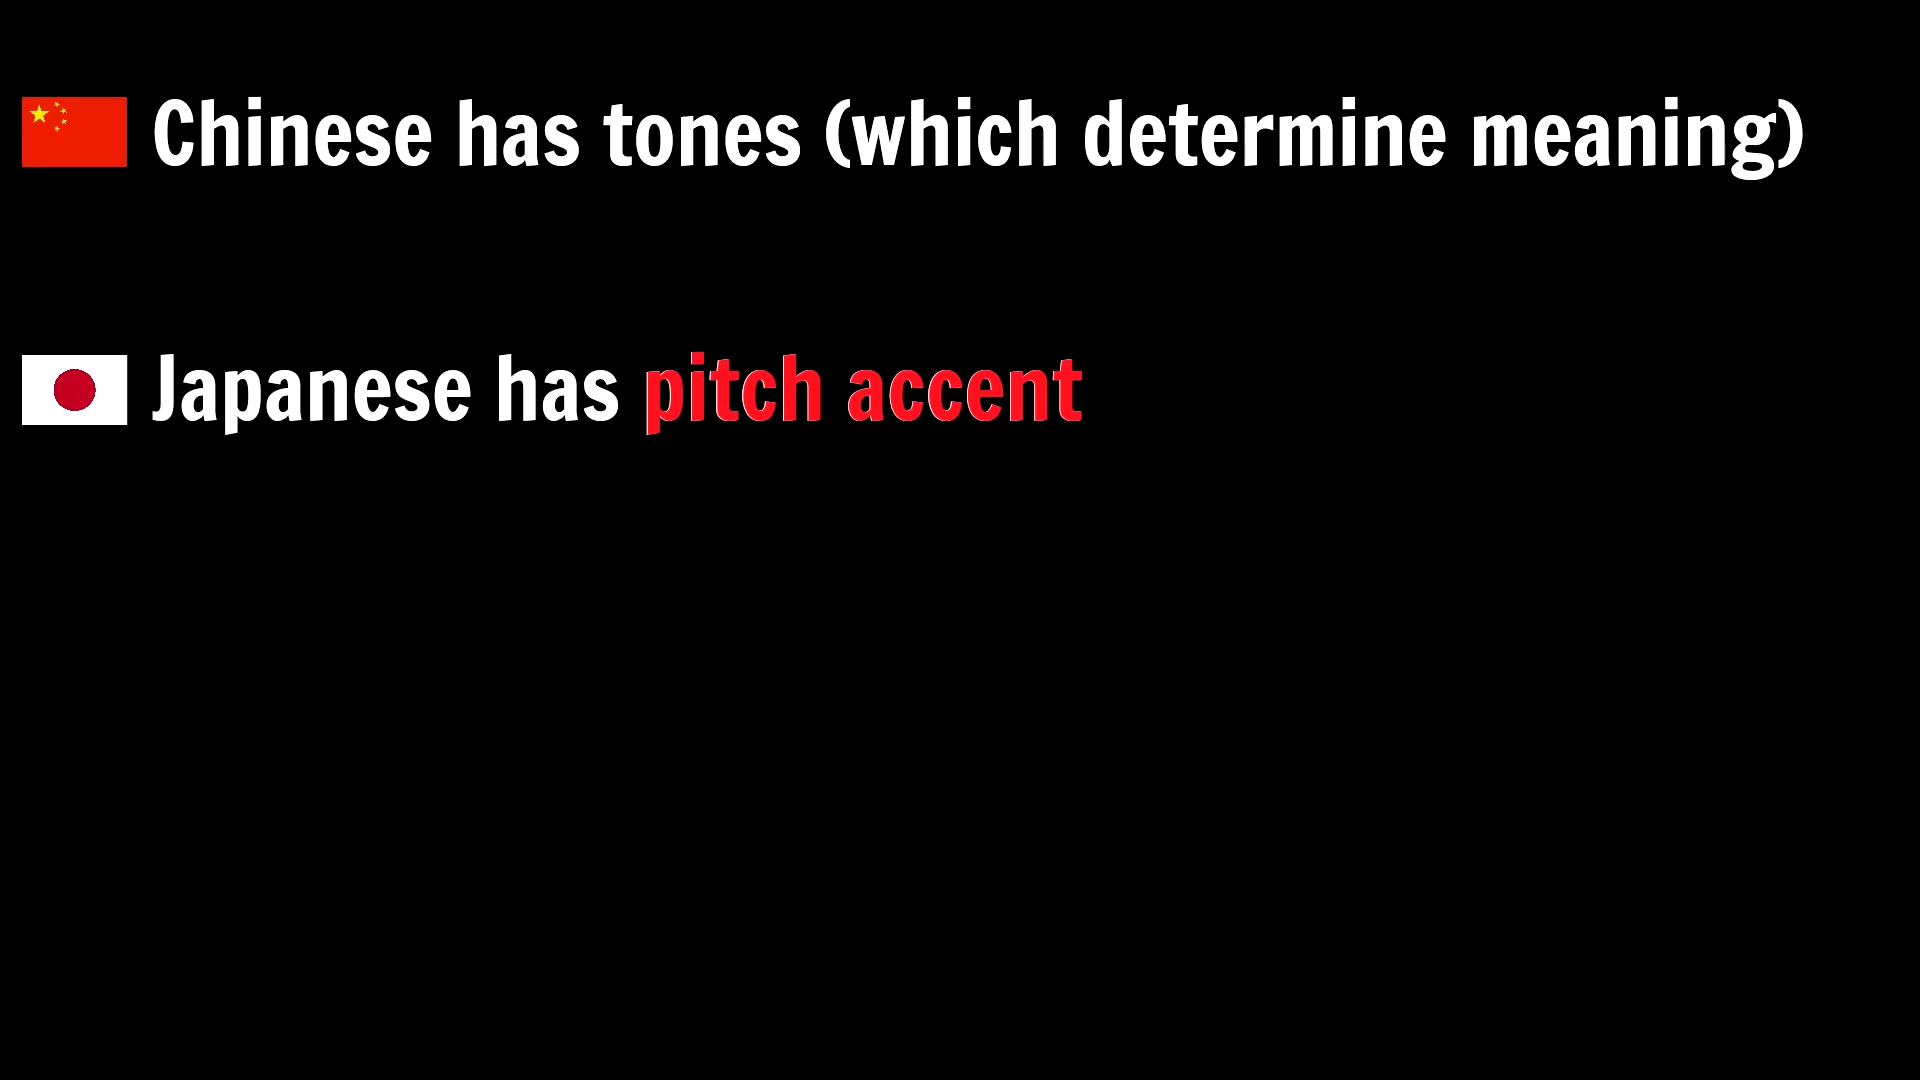 Chinese has tones (which determine meaning)
Japanese has pitch accent